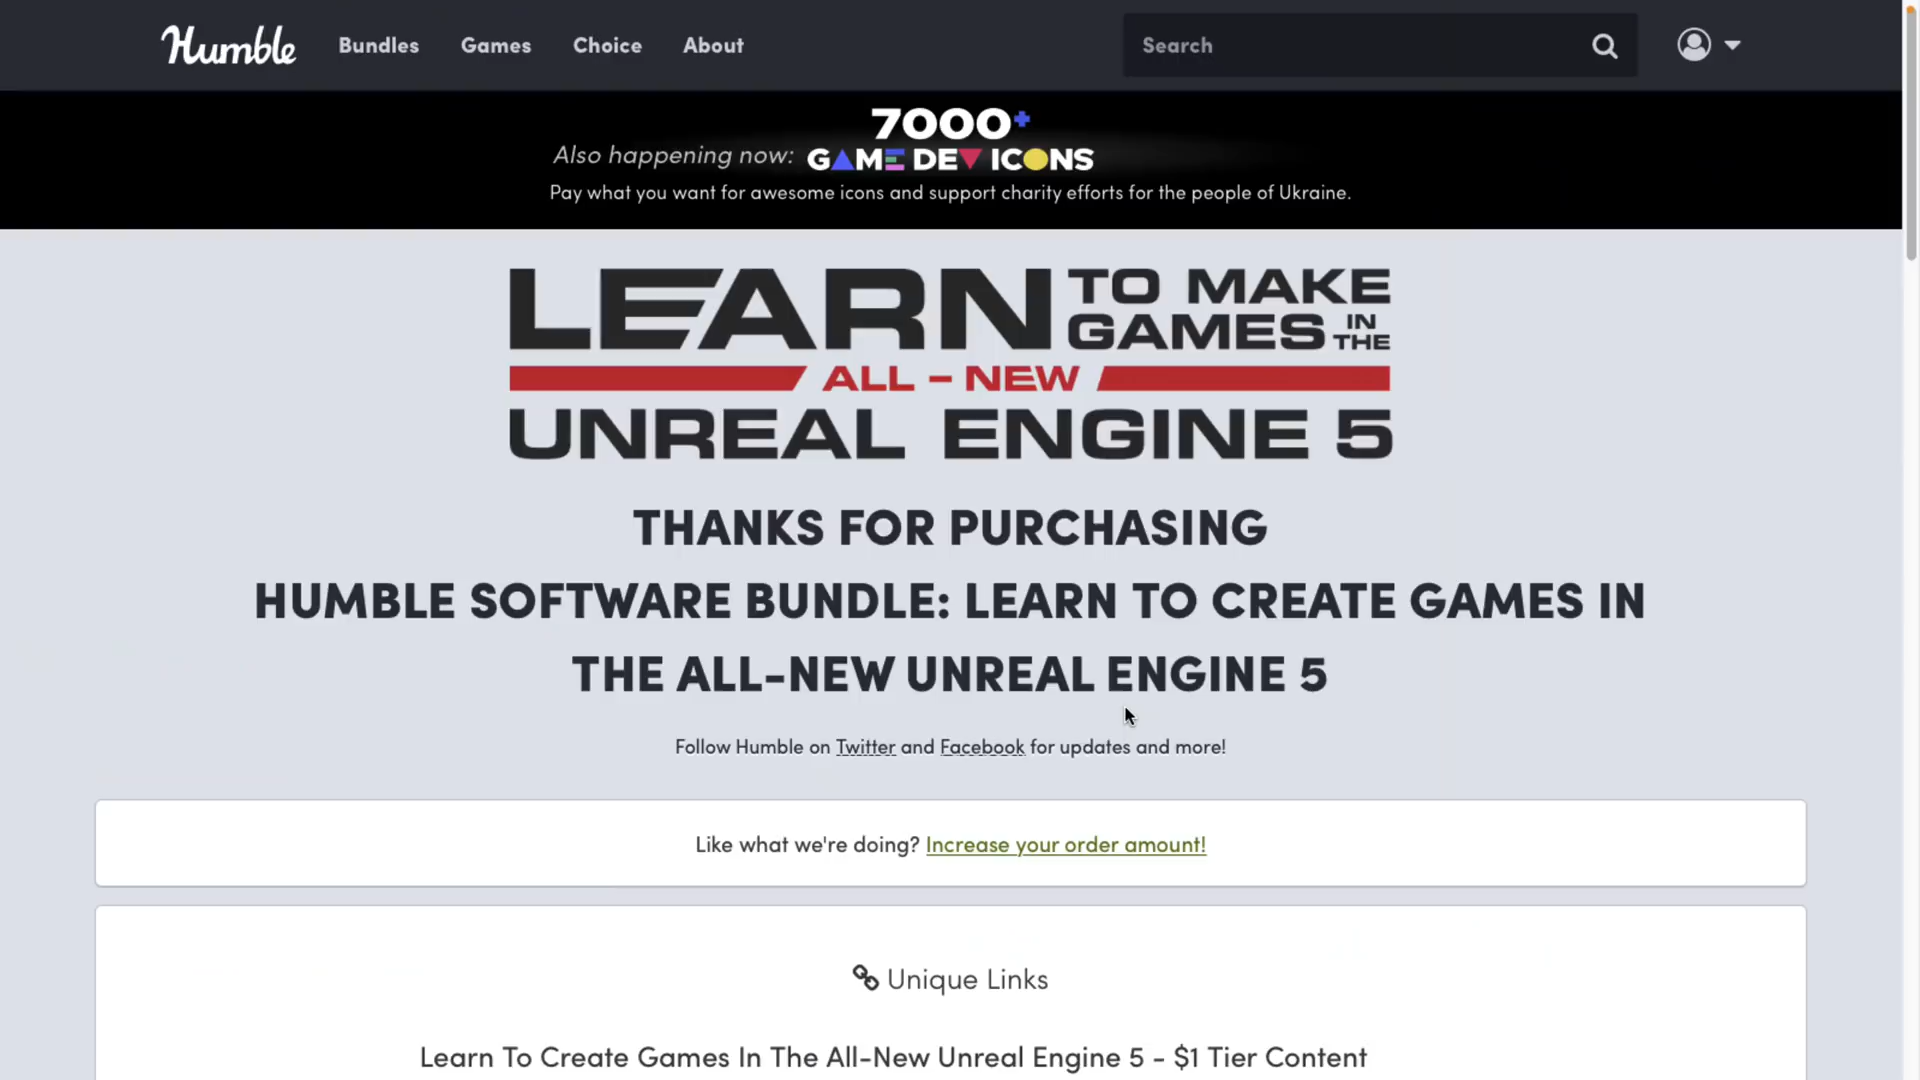 Humble Bundles Games Choice About Search
7000+
Also happening now: GAME DEV ICONS
Pay what you want for awesome icons and support charity efforts for the people of Ukraine.
LEARN TO MAKE GAMES IN THE
ALL - NEW
UNREAL ENGINE 5
THANKS FOR PURCHASING
HUMBLE SOFTWARE BUNDLE: LEARN TO CREATE GAMES IN
THE ALL-NEW UNREAL ENGINE 5
Follow Humble on Twitter and Facebook for updates and more!
Like what we're doing? Increase your order amount!
Unique Links
Learn To Create Games In The All-New Unreal Engine 5 - $1 Tier Content